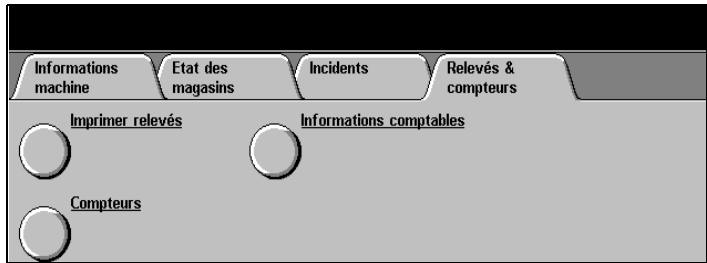 Informations machine
Etat des magasins
Incidents
Relevés & compteurs
Imprimer relevés
Informations comptables
Compteurs